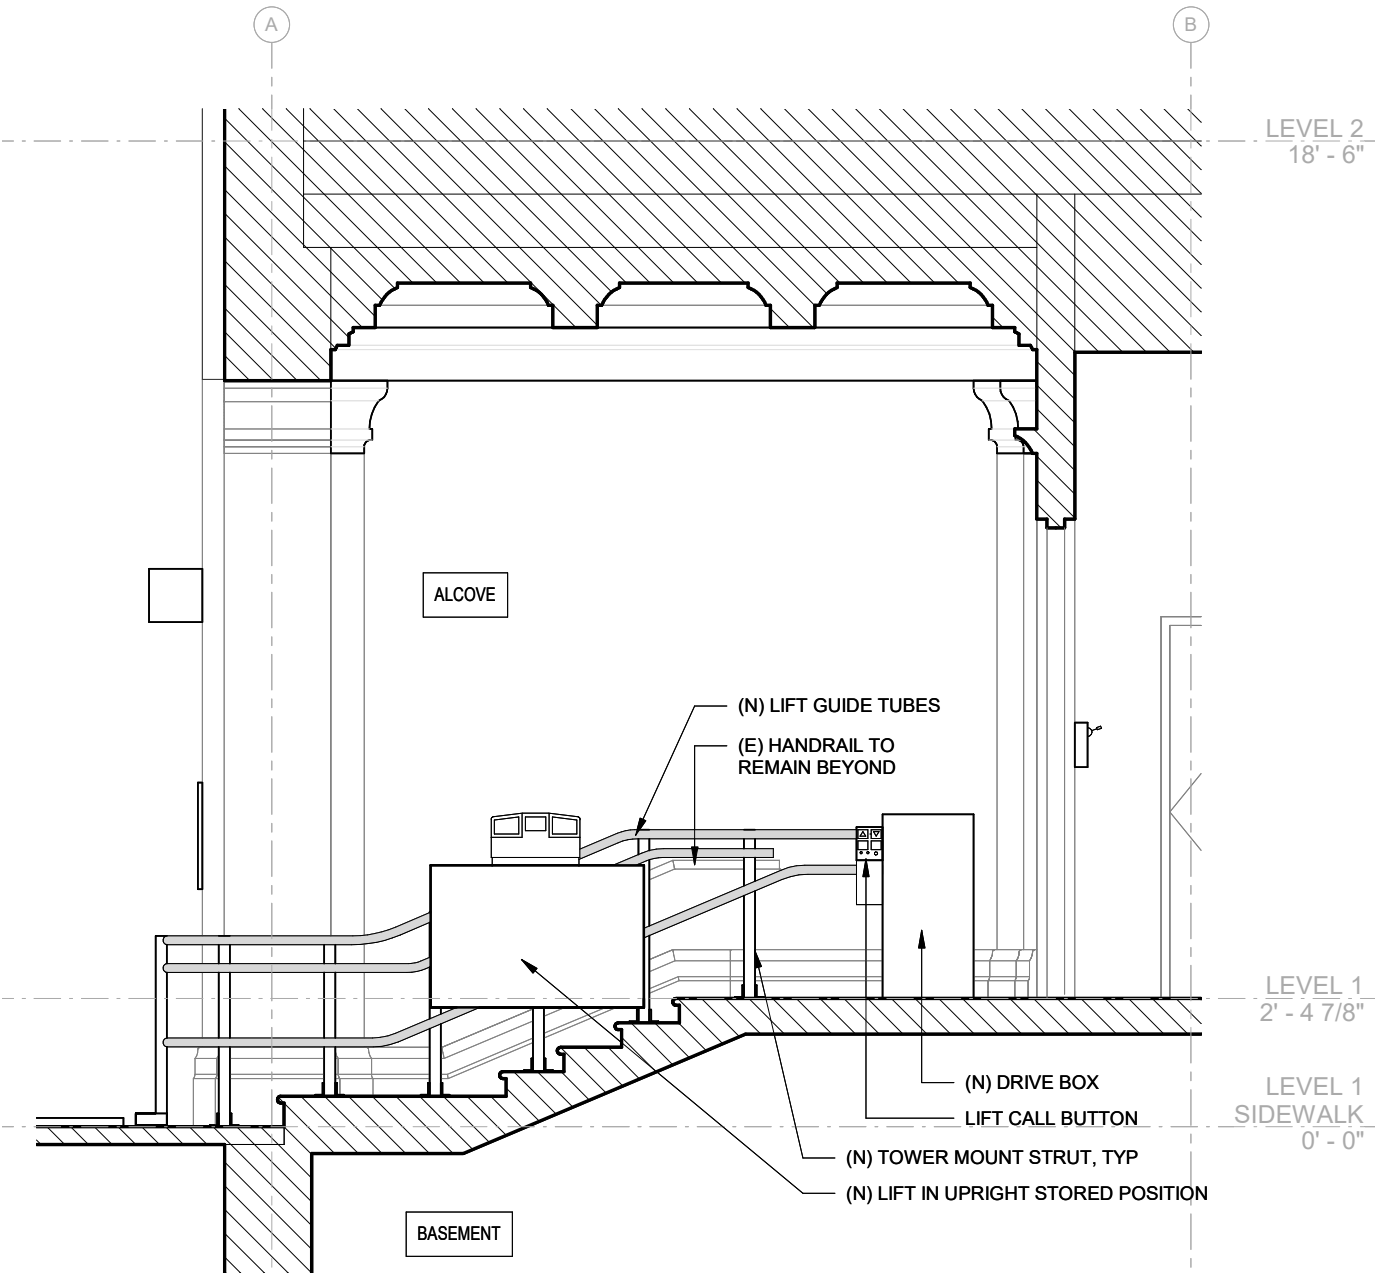 A
B
LEVEL 2
18' - 6"
ALCOVE
(N) LIFT GUIDE TUBES
(E) HANDRAIL TO
REMAIN BEYOND
LEVEL 1
2' - 4 7/8"
(N) DRIVE BOX
LIFT CALL BUTTON
LEVEL 1
SIDEWALK
0' - 0"
(N) TOWER MOUNT STRUT, TYP
(N) LIFT IN UPRIGHT STORED POSITION
BASEMENT